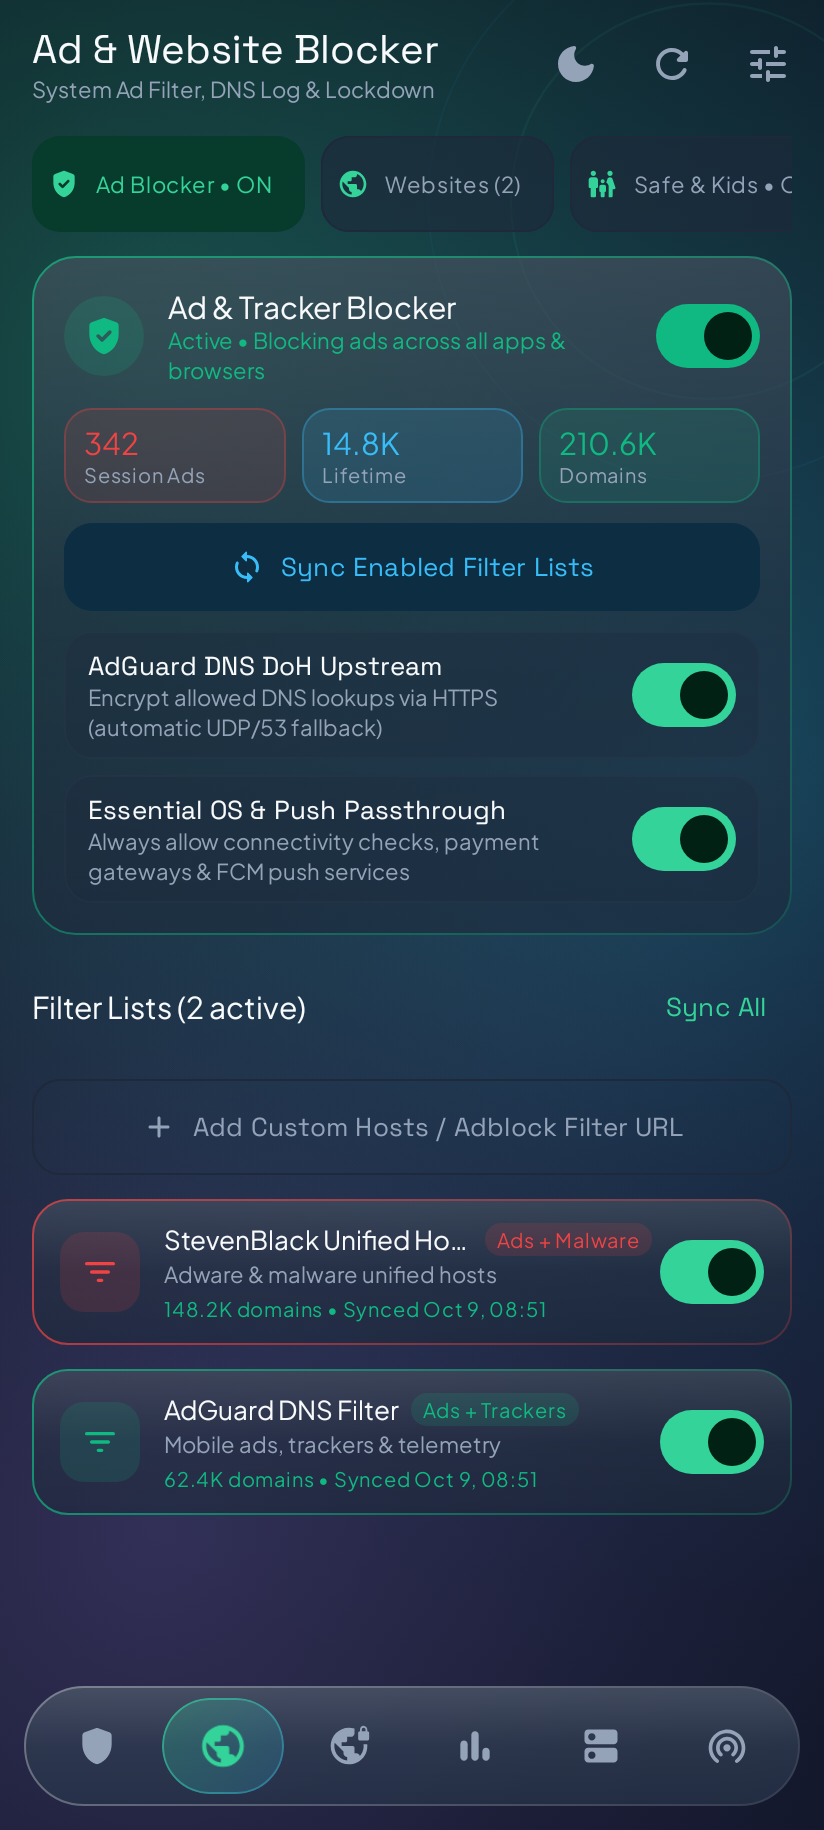 Ad & Website Blocker
System Ad Filter, DNS Log & Lockdown
Ad Blocker • ON
Websites (2)
Safe & Kids •
Ad & Tracker Blocker
Active • Blocking ads across all apps &
browsers
342
Session Ads
14.8K
Lifetime
210.6K
Domains
Sync Enabled Filter Lists
AdGuard DNS DoH Upstream
Encrypt allowed DNS lookups via HTTPS
(automatic UDP/53 fallback)
Essential OS & Push Passthrough
Always allow connectivity checks, payment
gateways & FCM push services
Filter Lists (2 active)
Sync All
Add Custom Hosts / Adblock Filter URL
StevenBlack Unified Ho...
Ads + Malware
Adware & malware unified hosts
148.2K domains • Synced Oct 9, 08:51
AdGuard DNS Filter
Ads + Trackers
Mobile ads, trackers & telemetry
62.4K domains • Synced Oct 9, 08:51